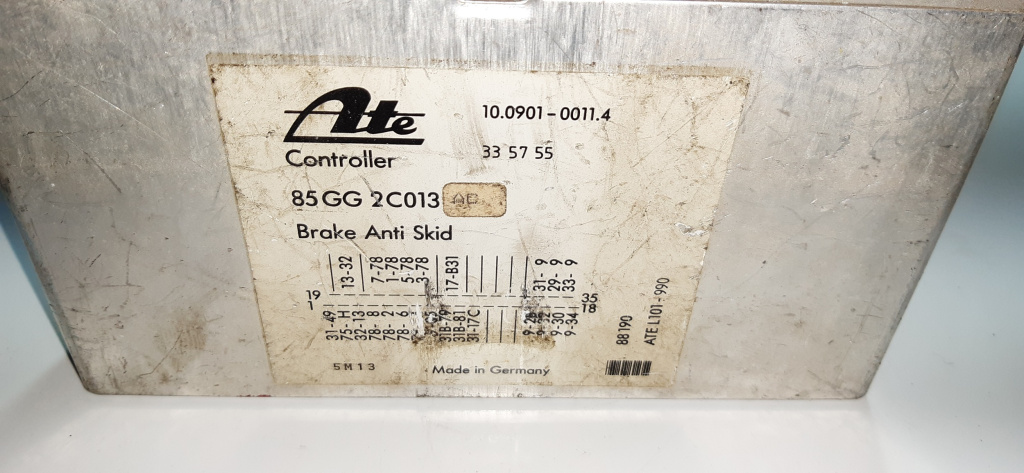 Ate
10.0901-0011.4
Controller
33 57 55
85GG 2C013
Brake Anti Skid
13-32
7-78
1-78
5-78
3-78
17-B31
31- 9
29- 9
33- 9
19
35
1
18
31-49
75- H
32-13
78- 8
78- 2
78- 6
31B-79
31B-81
31-17C
9-30
9-34
5M13
Made in Germany
88190
ATE L101-990